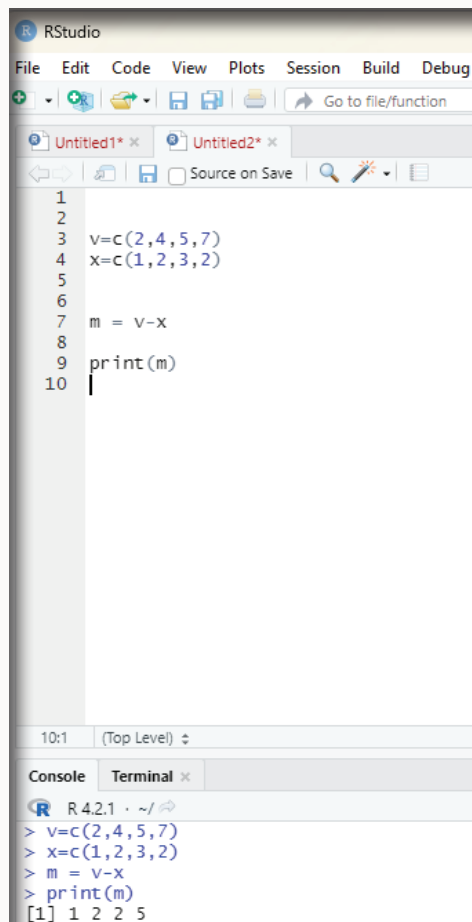 RStudio
File Edit Code View Plots Session Build Debug
Go to file/function
Untitled1* × Untitled2* ×
Source on Save
1
2
3 v=c(2,4,5,7)
4 x=c(1,2,3,2)
5
6
7 m = v-x
8
9 print(m)
10
10:1 (Top Level)
Console Terminal ×
R 4.2.1 · ~/
> v=c(2,4,5,7)
> x=c(1,2,3,2)
> m = v-x
> print(m)
[1] 1 2 2 5